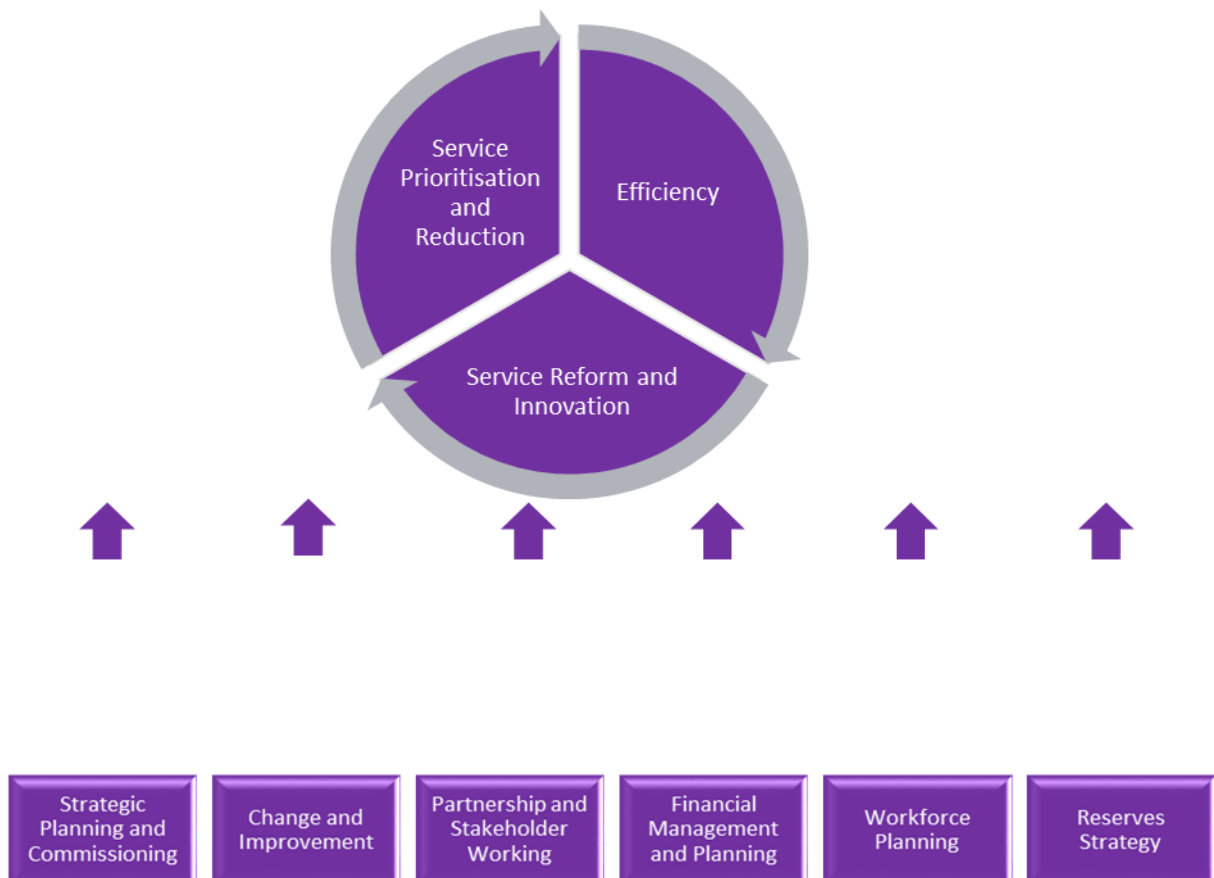 Service
Prioritisation
and
Reduction
Efficiency
Service Reform and
Innovation
Strategic
Planning and
Commissioning
Change and
Improvement
Partnership and
Stakeholder
Working
Financial
Management
and Planning
Workforce
Planning
Reserves
Strategy